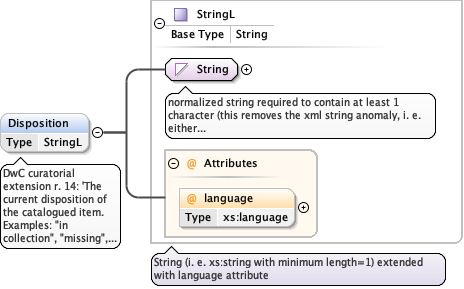 StringL
Base Type String
String
normalized string required to contain at least 1
character (this removes the xml string anomaly, i. e.
either...
Disposition
Type StringL
DwC curatorial
extension r. 14: 'The
current disposition of
the catalogued item.
Examples: "in
collection", "missing",...
@ Attributes
@ language
Type xs:language
String (i. e. xs:string with minimum length=1) extended
with language attribute